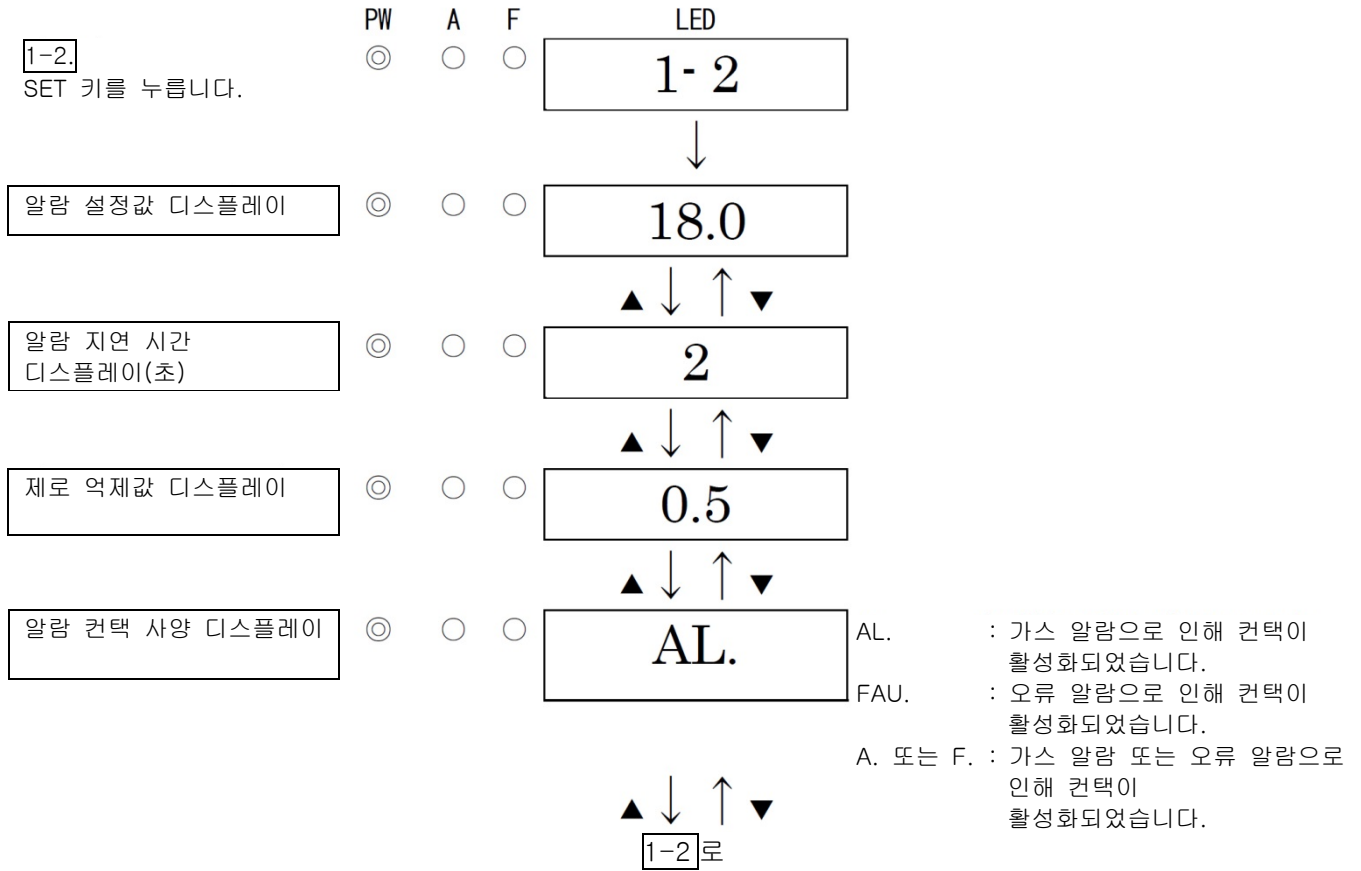 PW A F LED
1-2.
SET 키를 누릅니다.
◎ ○ ○ 1- 2
↓
알람 설정값 디스플레이 ◎ ○ ○ 18.0
▲ ↓ ↑ ▼
알람 지연 시간
디스플레이(초) ◎ ○ ○ 2
▲ ↓ ↑ ▼
제로 억제값 디스플레이 ◎ ○ ○ 0.5
▲ ↓ ↑ ▼
알람 컨택 사양 디스플레이 ◎ ○ ○ AL.
AL. : 가스 알람으로 인해 컨택이
활성화되었습니다.
FAU. : 오류 알람으로 인해 컨택이
활성화되었습니다.
A. 또는 F. : 가스 알람 또는 오류 알람으로
인해 컨택이
활성화되었습니다.
▲ ↓ ↑ ▼
1-2로